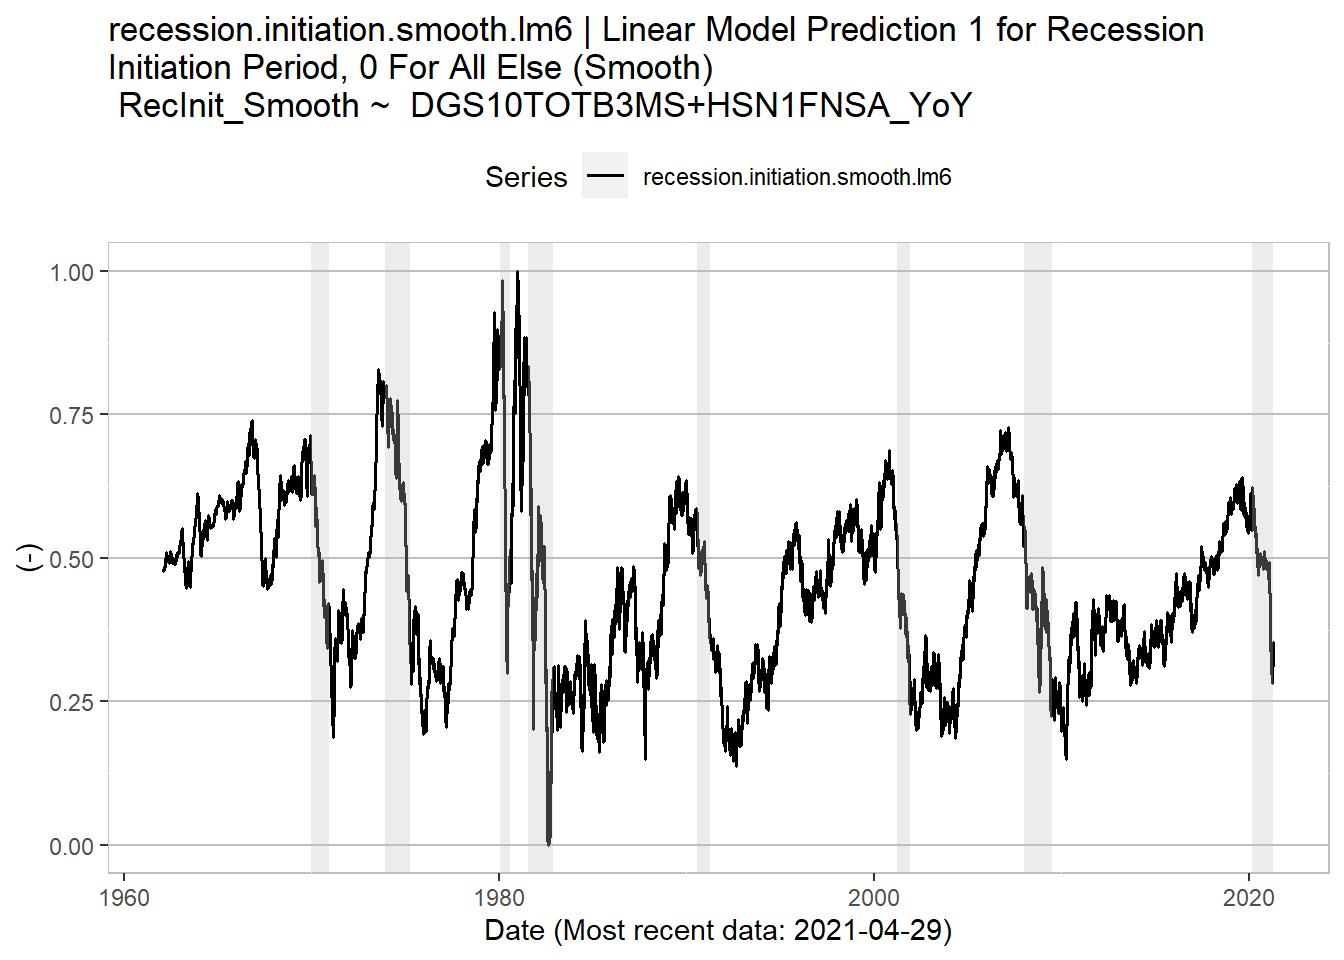 recession.initiation.smooth.lm6 | Linear Model Prediction 1 for Recession
Initiation Period, 0 For All Else (Smooth)
RecInit_Smooth ~  DGS10TOTB3MS+HSN1FNSA_YoY
Series
recession.initiation.smooth.lm6
1.00
0.75
0.50
0.25
0.00
(-)
1960
1980
2000
2020
Date (Most recent data: 2021-04-29)